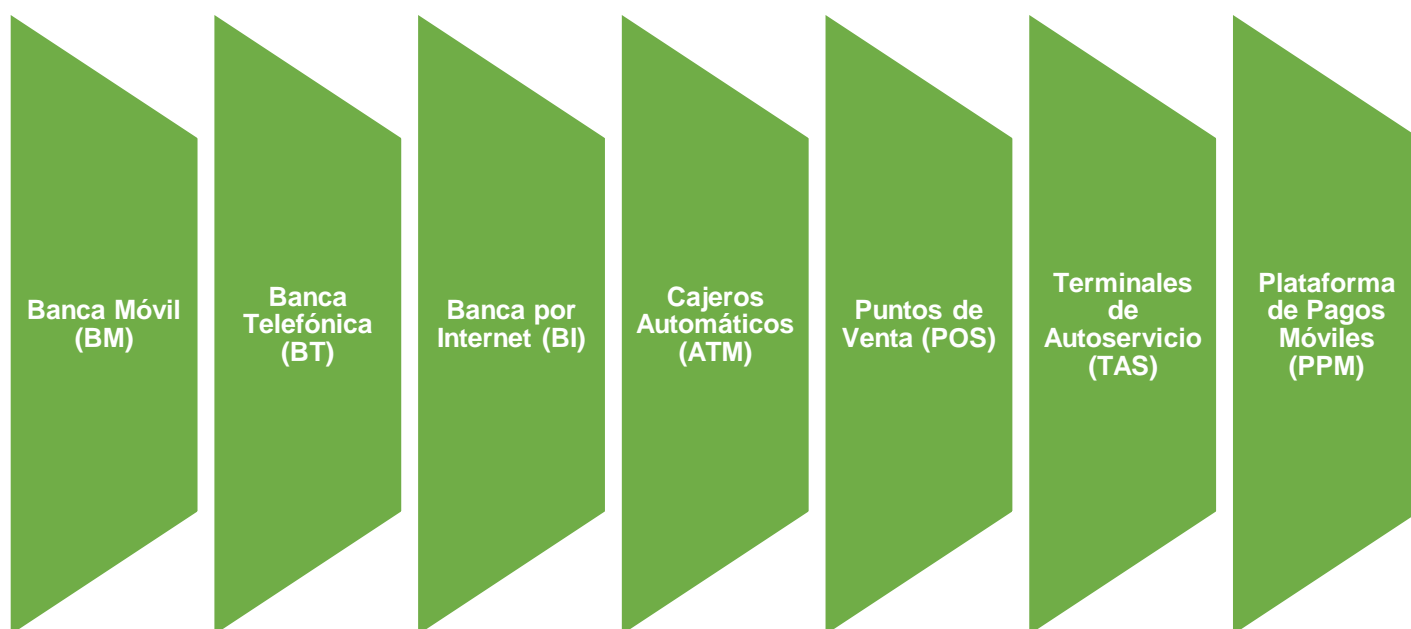 Banca Móvil
(BM)
Banca
Telefónica
(BT)
Banca por
Internet (BI)
Cajeros
Automáticos
(ATM)
Puntos de
Venta (POS)
Terminales
de
Autoservicio
(TAS)
Plataforma
de Pagos
Móviles
(PPM)